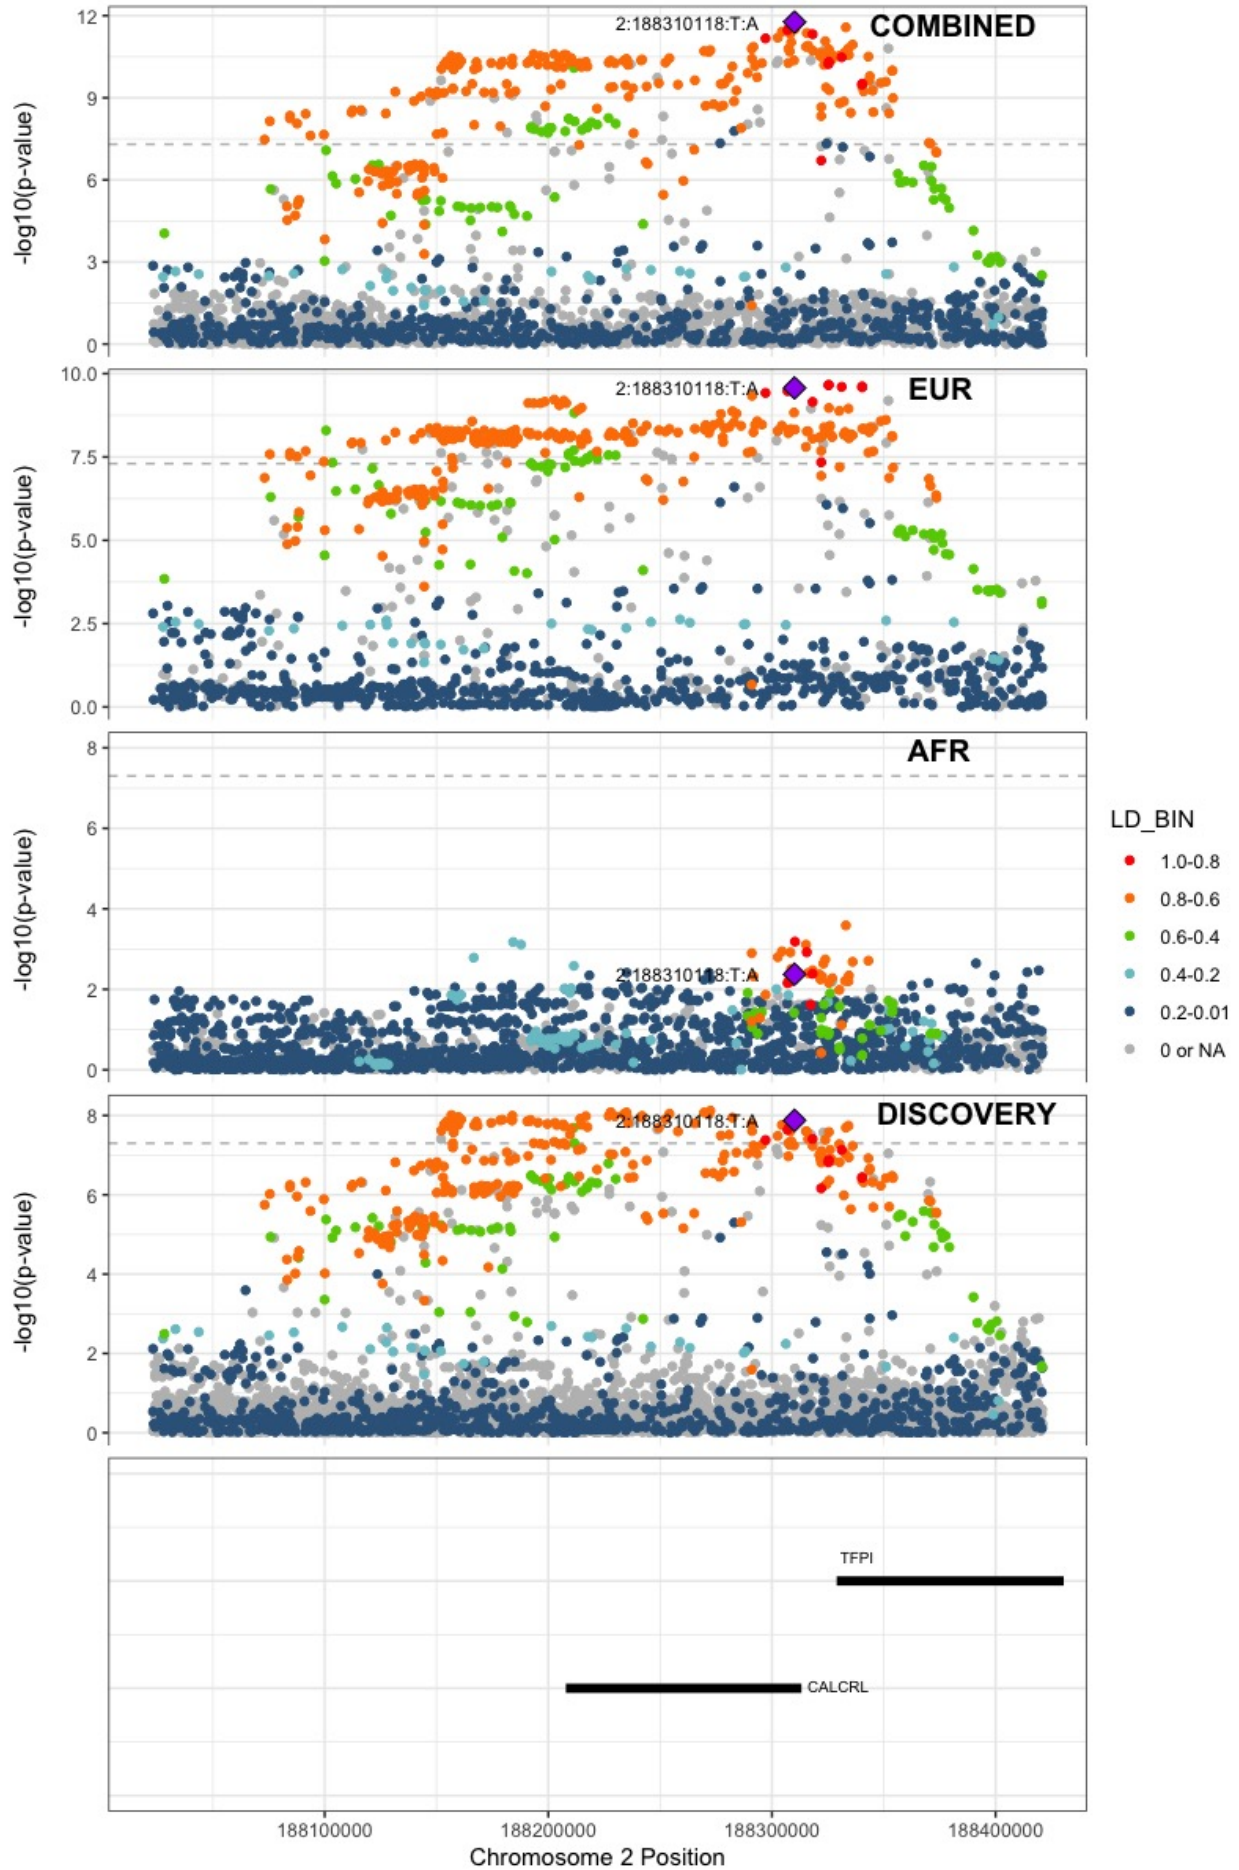 COMBINED
2:188310118:T:A
12
9
6
3
0
-log10(p-value)
EUR
2:188310118:T:A
10.0
7.5
5.0
2.5
0.0
-log10(p-value)
AFR
2:188310118:T:A
8
6
4
2
0
-log10(p-value)
LD_BIN
1.0-0.8
0.8-0.6
0.6-0.4
0.4-0.2
0.2-0.01
0 or NA
DISCOVERY
2:188310118:T:A
8
6
4
2
0
-log10(p-value)
TFPI
CALCRL
188100000 188200000 188300000 188400000
Chromosome 2 Position